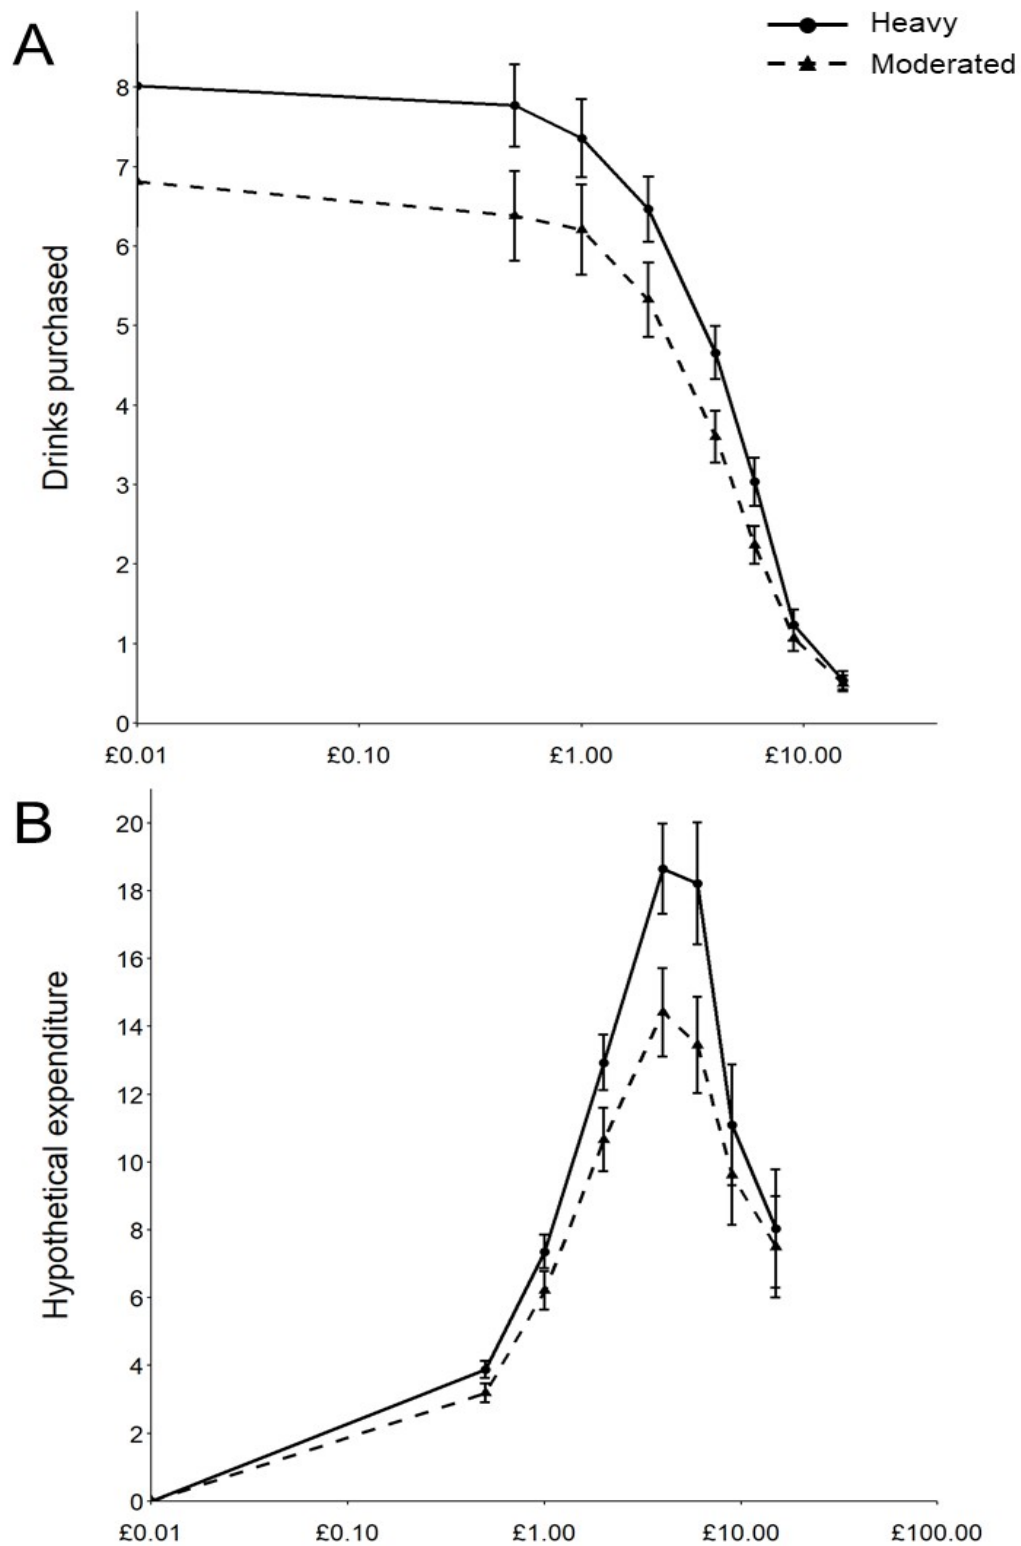 A
Heavy
Moderated
Drinks purchased
8
7
6
5
4
3
2
1
0
£0.01 £0.10 £1.00 £10.00
B
Hypothetical expenditure
20
18
16
14
12
10
8
6
4
2
0
£0.01 £0.10 £1.00 £10.00 £100.00